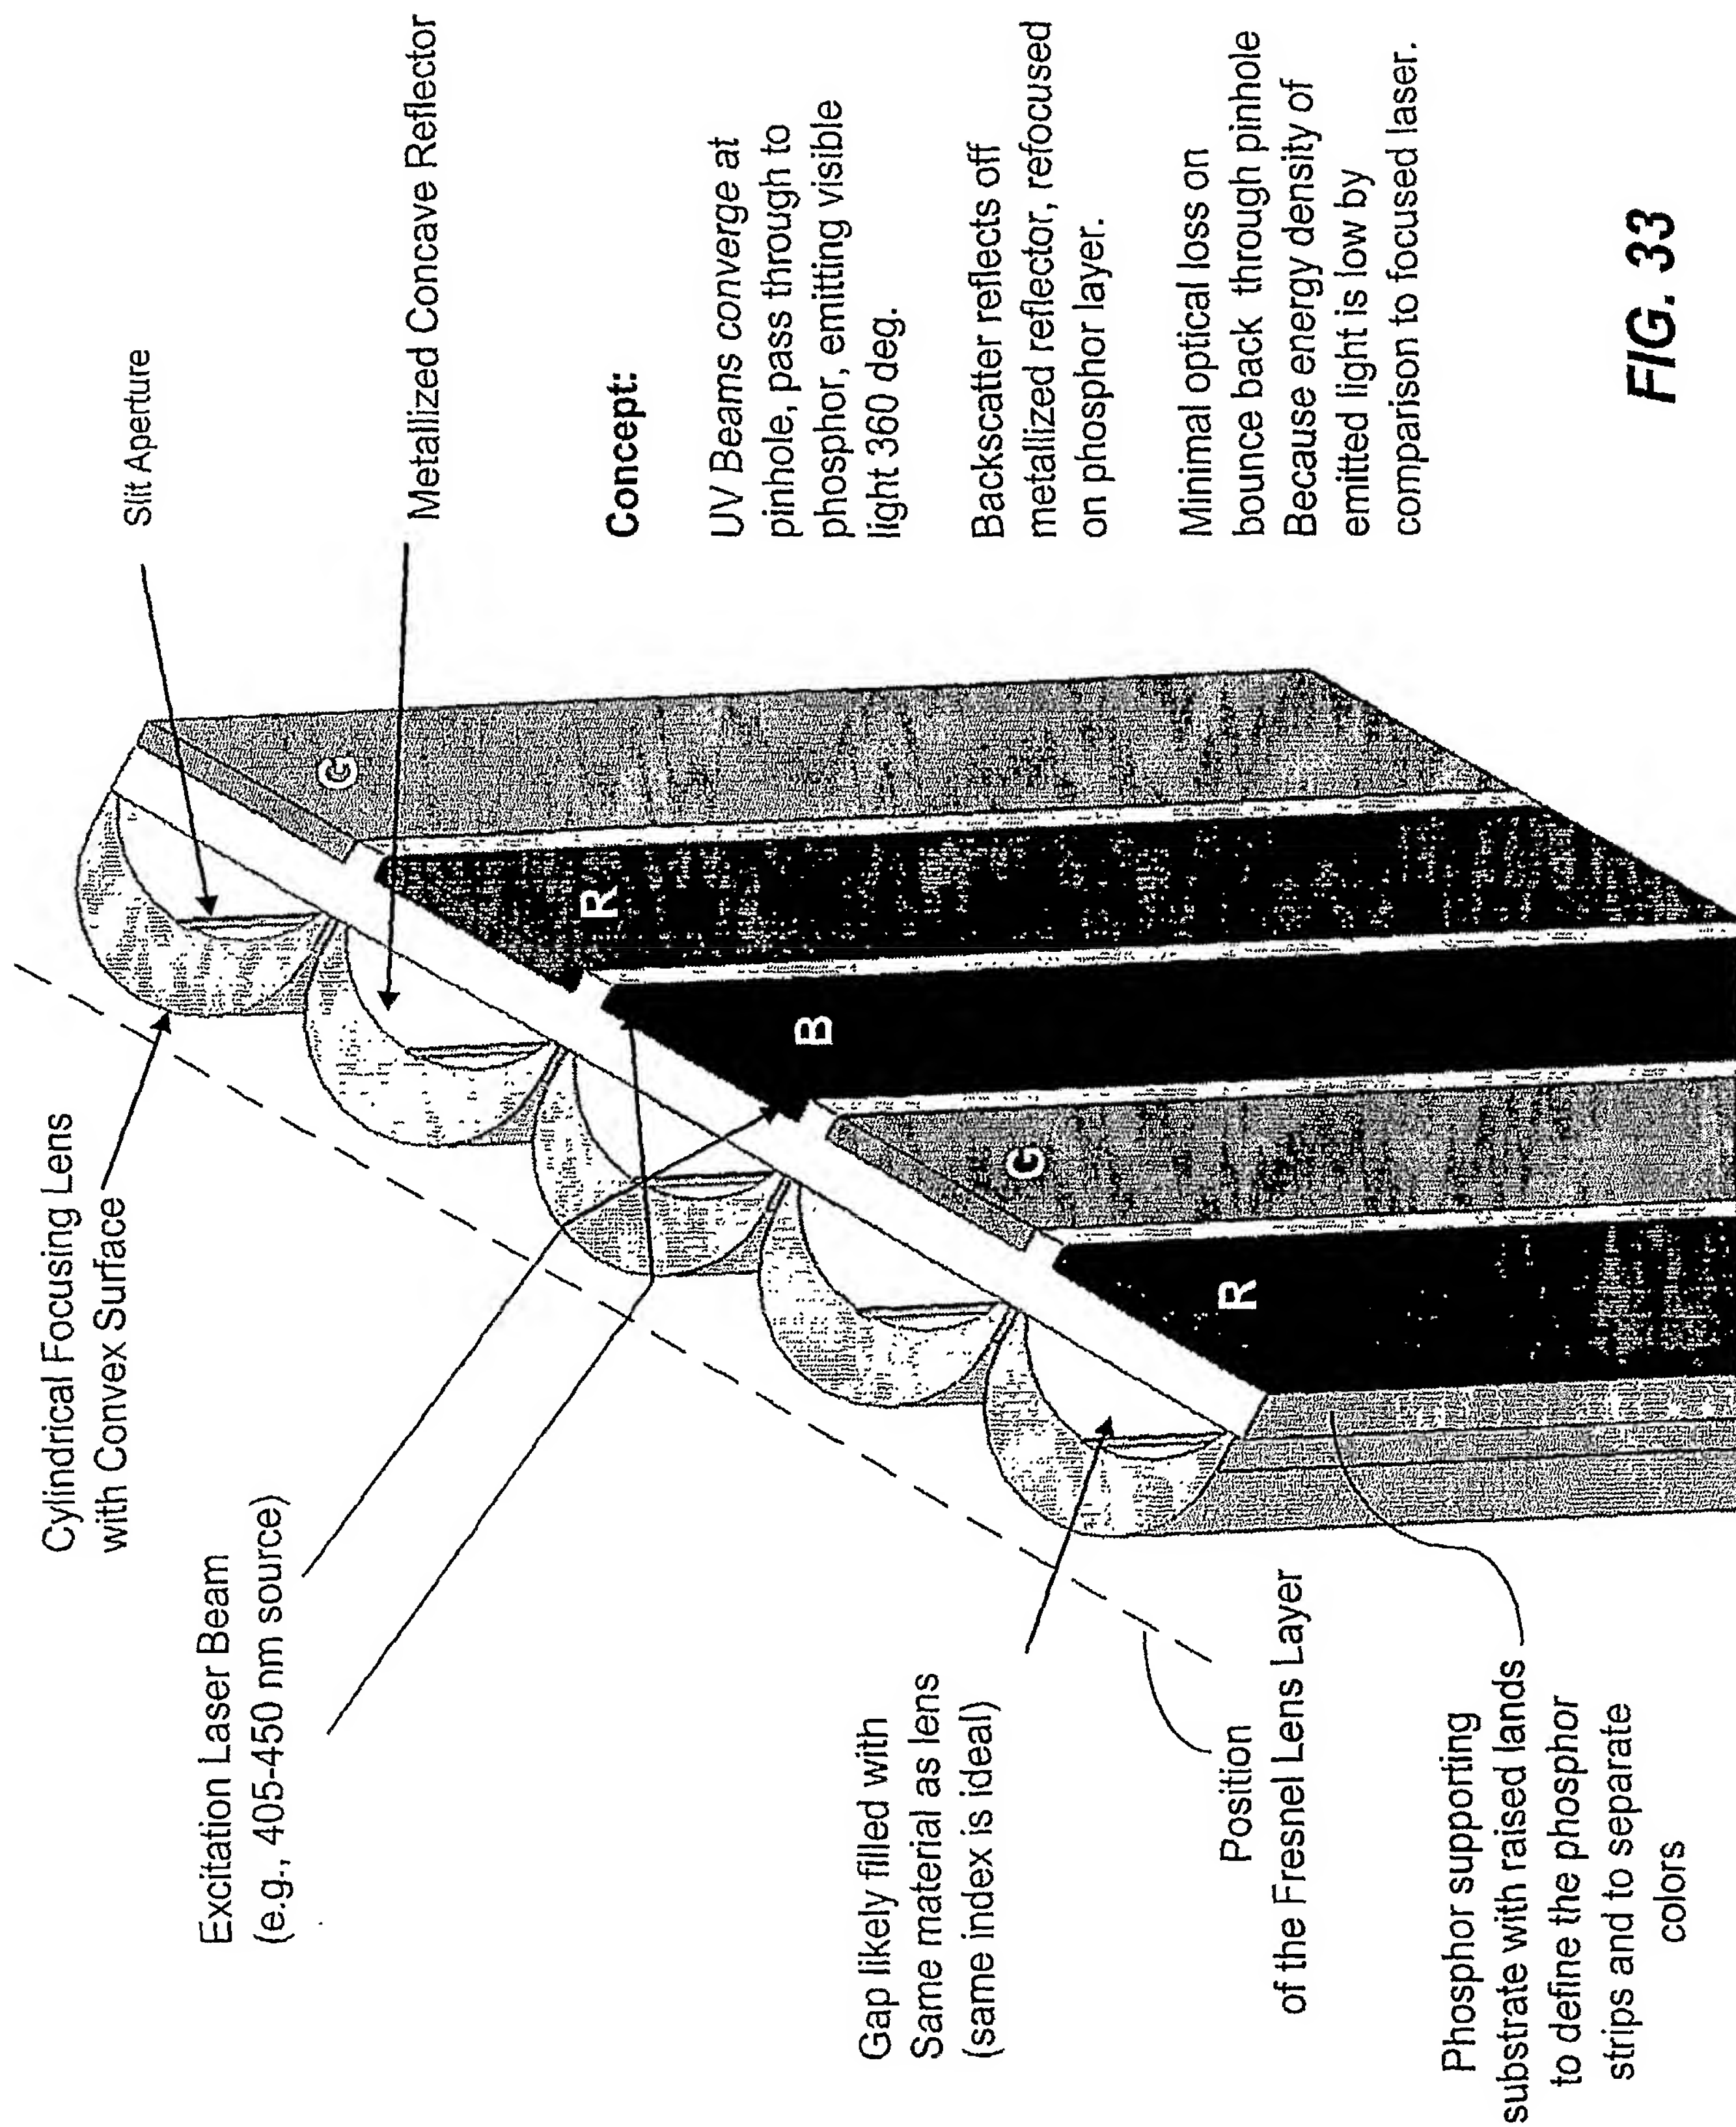 Cylindrical Focusing Lens
with Convex Surface
Excitation Laser Beam
(e.g., 405-450 nm source)
Gap likely filled with
Same material as lens
(same index is ideal)
Position
of the Fresnel Lens Layer
Phosphor supporting
substrate with raised lands
to define the phosphor
strips and to separate
colors
R
G
B
R
G
Slit Aperture
Metallized Concave Reflector
Concept:
UV Beams converge at
pinhole, pass through to
phosphor, emitting visible
light 360 deg.
Backscatter reflects off
metallized reflector, refocused
on phosphor layer.
Minimal optical loss on
bounce back through pinhole
Because energy density of
emitted light is low by
comparison to focused laser.
FIG. 33